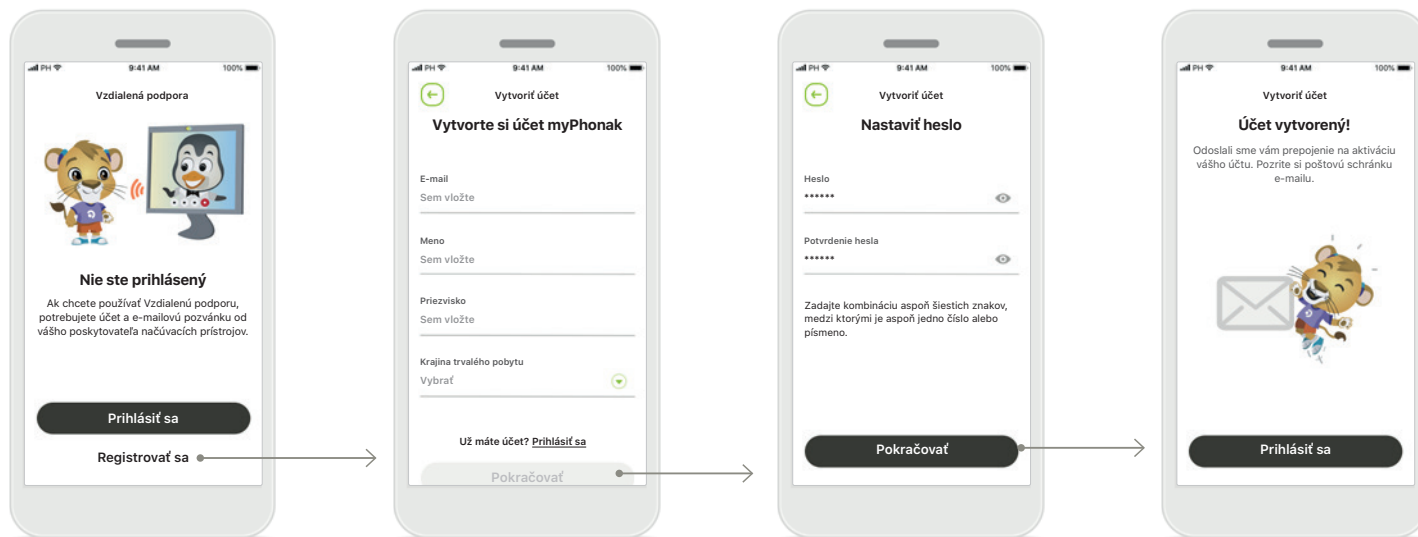 PH 9:41 AM 100%
Vzdialená podpora
Nie ste prihlásený
Ak chcete používať Vzdialenú podporu,
potrebujete účet a e-mailovú pozvánku od
vášho poskytovateľa načúvacích prístrojov.
Prihlásiť sa
Registrovať sa
PH 9:41 AM 100%
Vytvoriť účet
Vytvorte si účet myPhonak
E-mail
Sem vložte
Meno
Sem vložte
Priezvisko
Sem vložte
Krajina trvalého pobytu
Vybrať
Už máte účet? Prihlásiť sa
Pokračovať
PH 9:41 AM 100%
Vytvoriť účet
Nastaviť heslo
Heslo
******
Potvrdenie hesla
******
Zadajte kombináciu aspoň šiestich znakov,
medzi ktorými je aspoň jedno číslo alebo
písmeno.
Pokračovať
PH 9:41 AM 100%
Vytvoriť účet
Účet vytvorený!
Odoslali sme vám prepojenie na aktiváciu
vášho účtu. Pozrite si poštovú schránku
e-mailu.
Prihlásiť sa